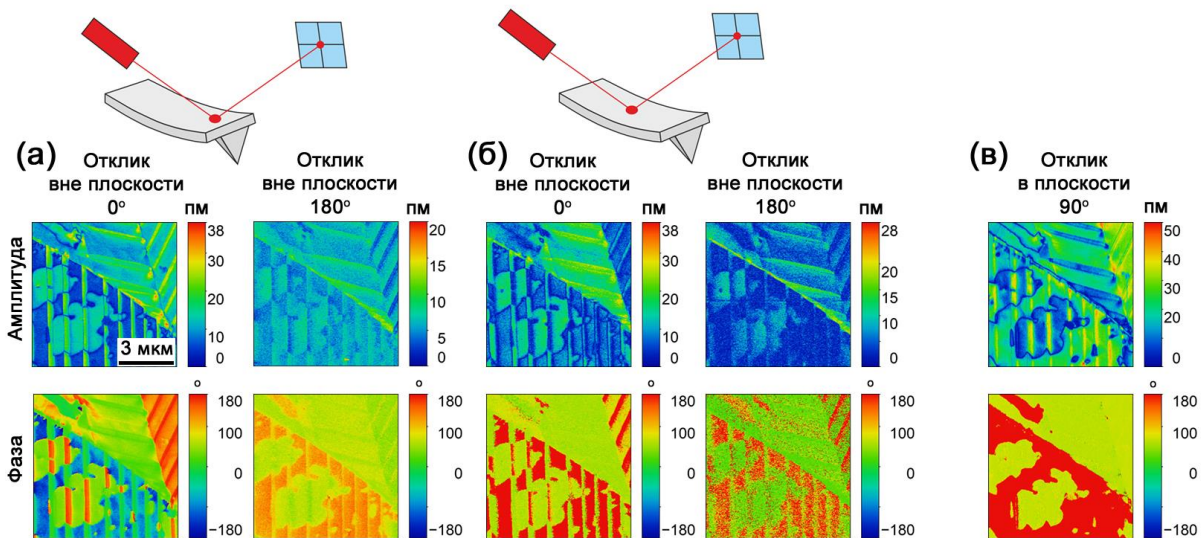 (а) Отклик вне плоскости 0° пм
Отклик вне плоскости 180° пм
(б) Отклик вне плоскости 0° пм
Отклик вне плоскости 180° пм
(в) Отклик в плоскости 90° пм
Амплитуда
3 мкм
38 30 20 10 0
20 15 10 5 0
38 30 20 10 0
28 20 15 10 0
50 40 30 20 0
Фаза
° 180 100 0 −180
° 180 100 0 −180
° 180 100 0 −180
° 180 100 0 −180
° 180 100 0 −180